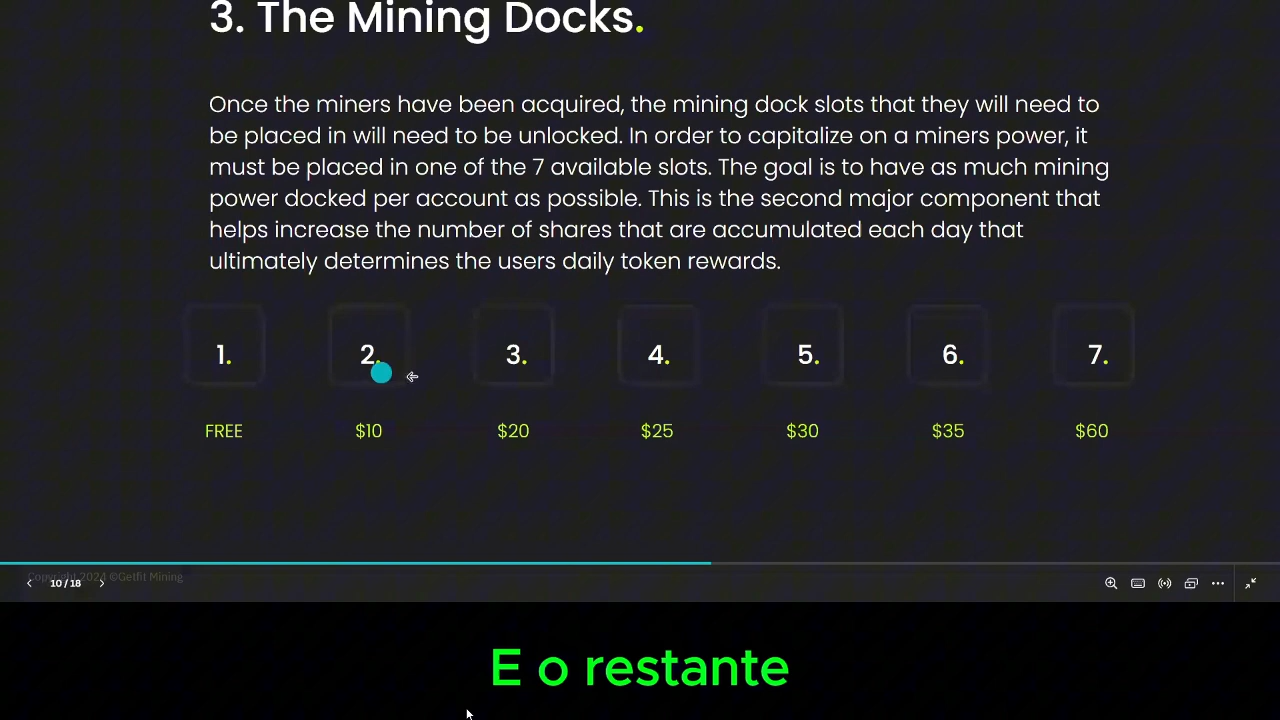 3. The Mining Docks.
Once the miners have been acquired, the mining dock slots that they will need to
be placed in will need to be unlocked. In order to capitalize on a miners power, it
must be placed in one of the 7 available slots. The goal is to have as much mining
power docked per account as possible. This is the second major component that
helps increase the number of shares that are accumulated each day that
ultimately determines the users daily token rewards.
1. 2. 3. 4. 5. 6. 7.
FREE $10 $20 $25 $30 $35 $60
Copyright 2024 ©Getfit Mining
10 / 18
E o restante